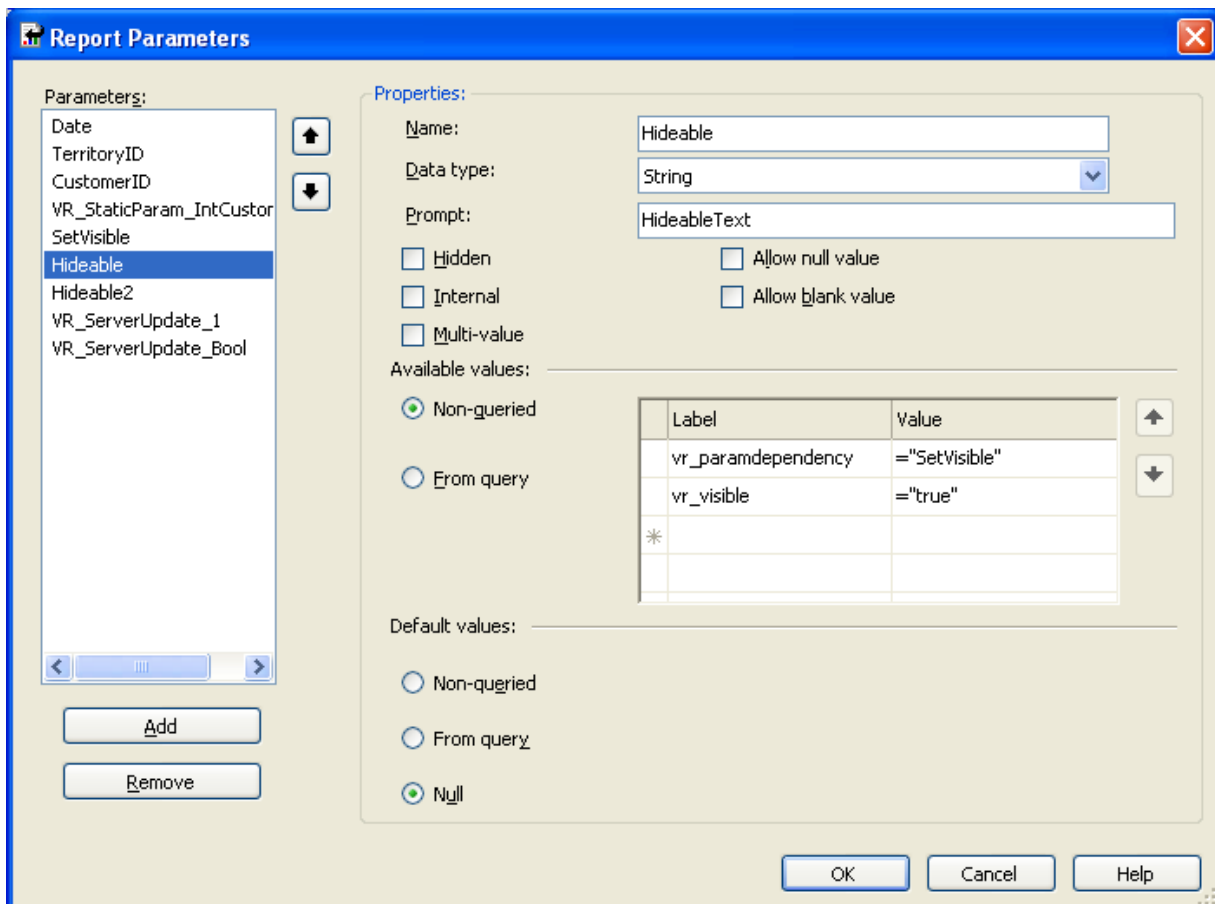 Report Parameters
Parameters:
Date
TerritoryID
CustomerID
VR_StaticParam_IntCustor
SetVisible
Hideable
Hideable2
VR_ServerUpdate_1
VR_ServerUpdate_Bool
Add
Remove
Properties:
Name: Hideable
Data type: String
Prompt: HideableText
Hidden Allow null value
Internal Allow blank value
Multi-value
Available values:
Non-queried
From query
Label Value
vr_paramdependency ="SetVisible"
vr_visible ="true"
Default values:
Non-queried
From query
Null
OK Cancel Help